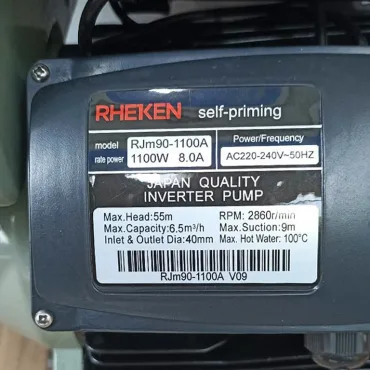 RHEKEN self-priming
model RJm90-1100A Power/Frequency
rate power 1100W 8.0A AC220-240V~50HZ
JAPAN QUALITY
INVERTER PUMP
Max.Head:55m RPM: 2860r/min
Max.Capacity:6.5m³/h Max.Suction:9m
Inlet & Outlet Dia:40mm Max. Hot Water: 100°C
RJm90-1100A V09